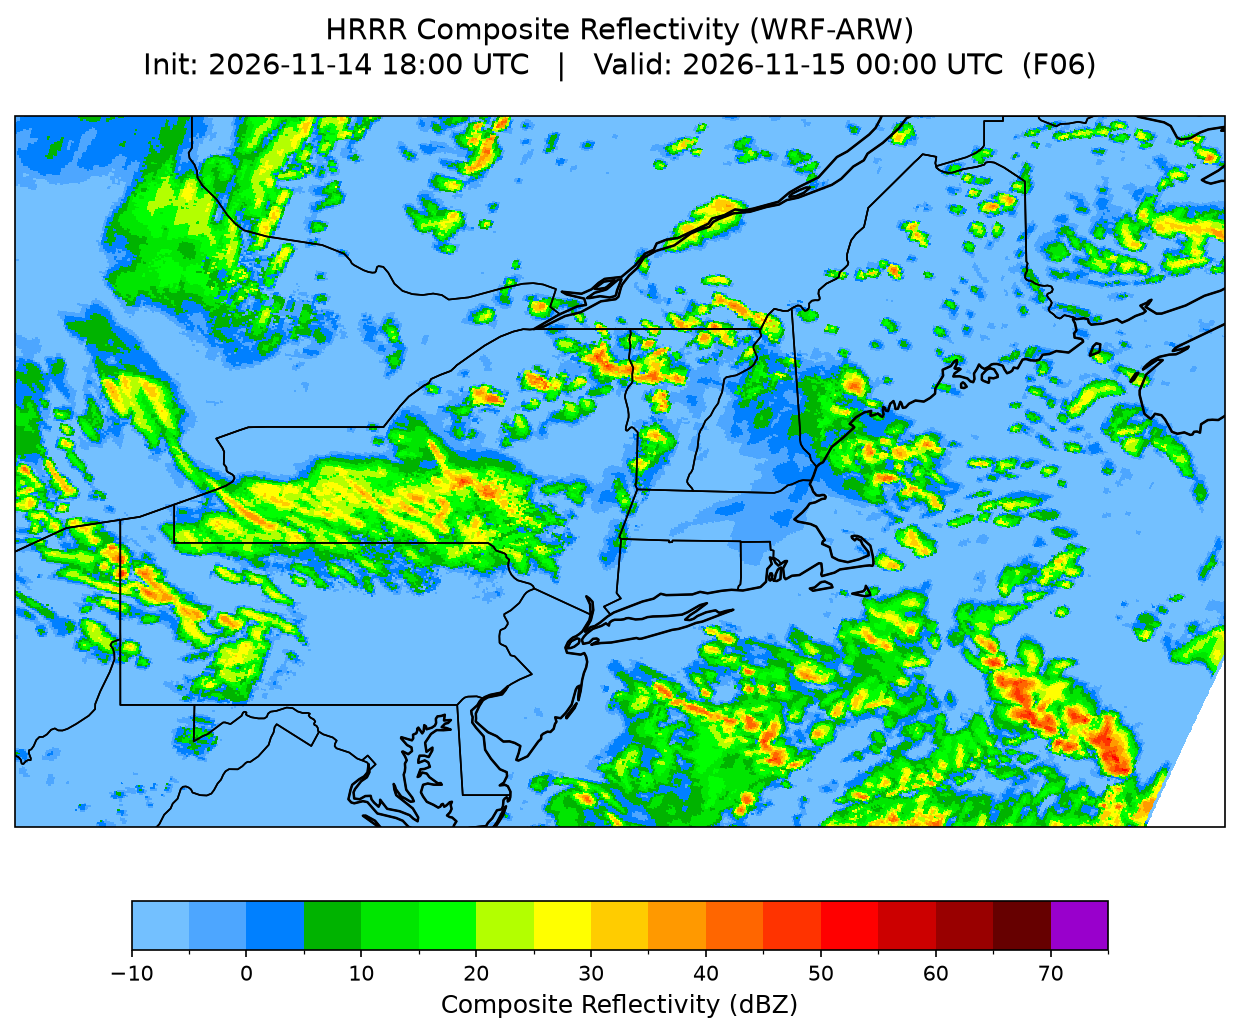 HRRR Composite Reflectivity (WRF-ARW)
Init: 2026-11-14 18:00 UTC   |   Valid: 2026-11-15 00:00 UTC  (F06)
−10 0 10 20 30 40 50 60 70
Composite Reflectivity (dBZ)